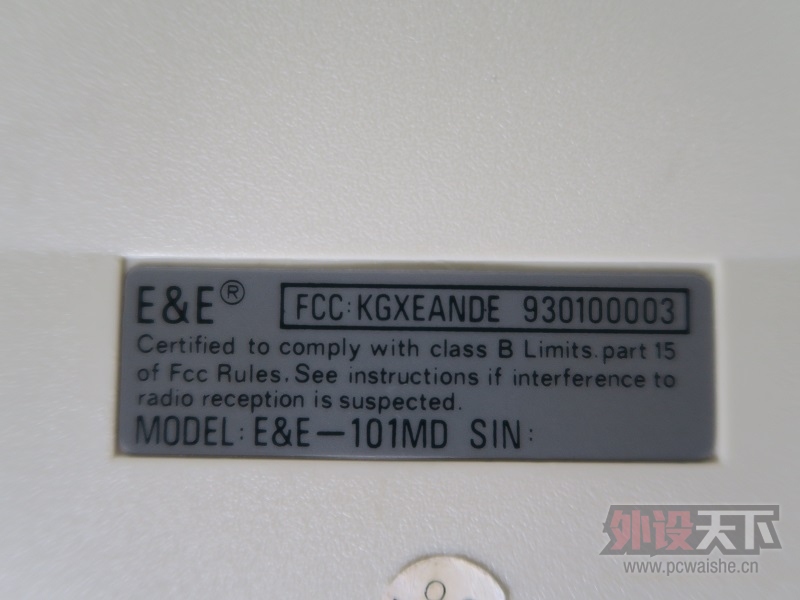 E&E® FCC: KGXEANDE 930100003
Certified to comply with class B Limits. part 15
of Fcc Rules. See instructions if interference to
radio reception is suspected.
MODEL: E&E-101MD SIN:
外设天下
www.pcwaishe.cn